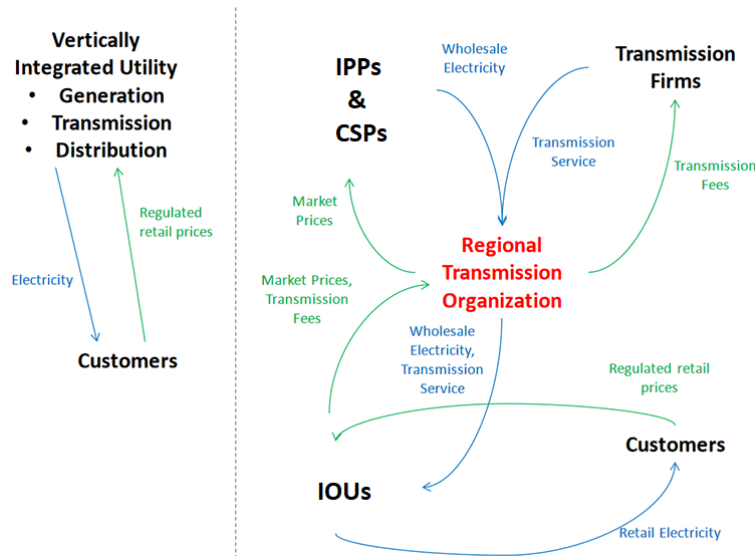 Vertically
Integrated Utility
• Generation
• Transmission
• Distribution
Regulated
retail prices
Electricity
Customers
IPPs
&
CSPs
Wholesale
Electricity
Transmission
Firms
Transmission
Service
Transmission
Fees
Market
Prices
Regional
Transmission
Organization
Market Prices,
Transmission
Fees
Wholesale
Electricity,
Transmission
Service
Regulated retail
prices
Customers
IOUs
Retail Electricity